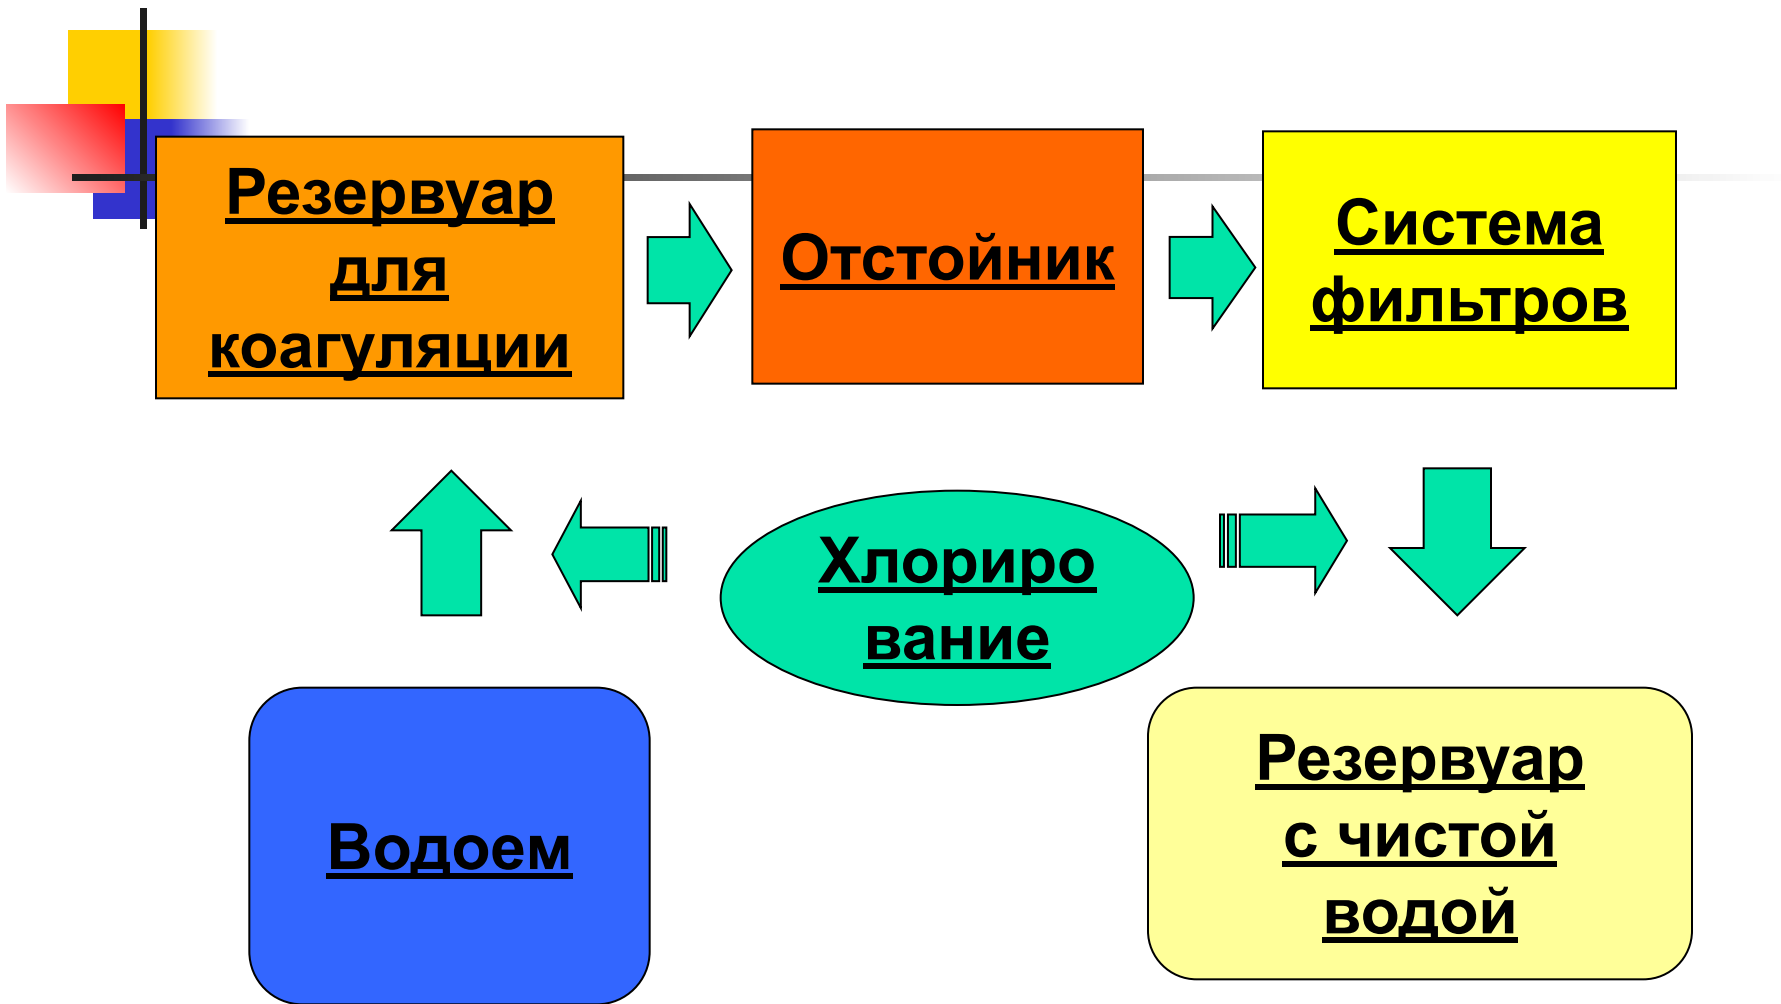 Резервуар
для
коагуляции
Отстойник
Система
фильтров
Хлориро
вание
Водоем
Резервуар
с чистой
водой